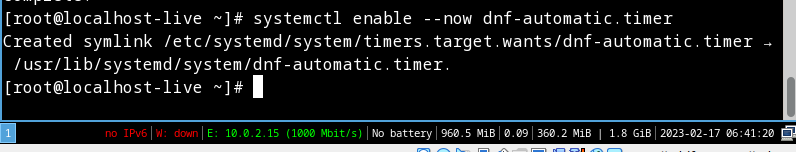 [root@localhost-live ~]# systemctl enable --now dnf-automatic.timer
Created symlink /etc/systemd/system/timers.target.wants/dnf-automatic.timer →
/usr/lib/systemd/system/dnf-automatic.timer.
[root@localhost-live ~]#
1 no IPv6| W: down| E: 10.0.2.15 (1000 Mbit/s)| No battery| 960.5 MiB| 0.09| 360.2 MiB | 1.8 GiB| 2023-02-17 06:41:20